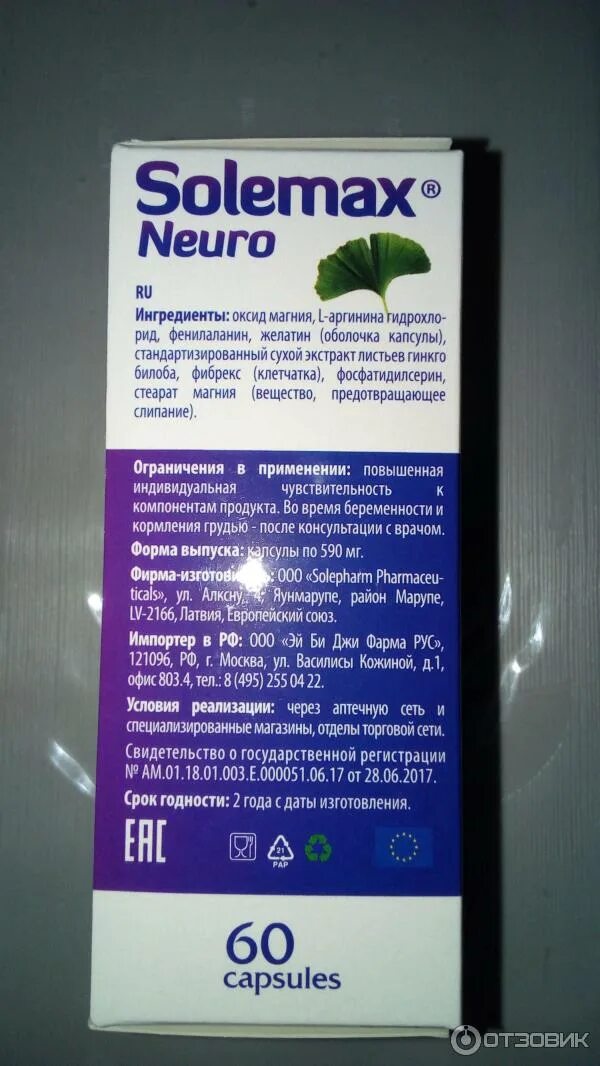 Solemax®
Neuro
RU
Ингредиенты: оксид магния, L-аргинина гидрохло-
рид, фенилаланин, желатин (оболочка капсулы),
стандартизированный сухой экстракт листьев гинкго
билоба, фибрекс (клетчатка), фосфатидилсерин,
стеарат магния (вещество, предотвращающее
слипание).
Ограничения в применении: повышенная
индивидуальная чувствительность к
компонентам продукта. Во время беременности и
кормления грудью - после консультации с врачом.
Форма выпуска: капсулы по 590 мг.
Фирма-изготовитель: ООО «Solepharm Pharmaceu-
ticals», ул. Алксну, 4, Яунмарупе, район Марупе,
LV-2166, Латвия, Европейский союз.
Импортер в РФ: ООО «Эй Би Джи Фарма РУС»,
121096, РФ, г. Москва, ул. Василисы Кожиной, д.1,
офис 803.4, тел.: 8 (495) 255 04 22.
Условия реализации: через аптечную сеть и
специализированные магазины, отделы торговой сети.
Свидетельство о государственной регистрации
№ АМ.01.18.01.003.Е.000051.06.17 от 28.06.2017.
Срок годности: 2 года с даты изготовления.
EAC
21
PAP
60
capsules
ОТЗОВИК